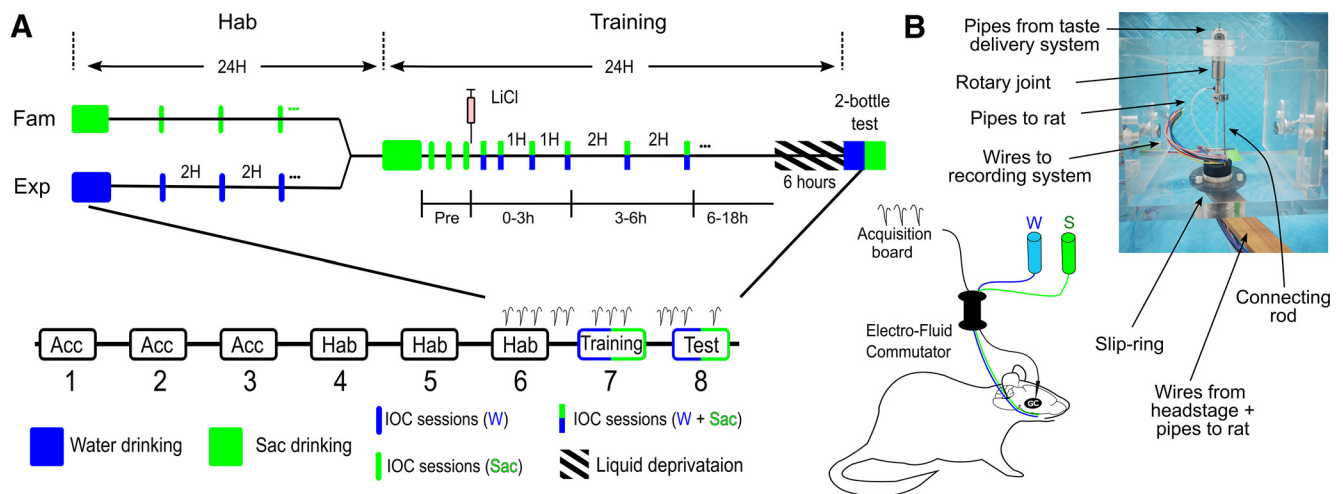 A
Hab
Training
24H
24H
Fam
...
LiCl
2-bottle
test
1H
1H
2H
2H
...
Exp
2H
2H
...
6 hours
Pre
0-3h
3-6h
6-18h
Acc
Acc
Acc
Hab
Hab
Hab
Training
Test
1
2
3
4
5
6
7
8
Water drinking
Sac drinking
IOC sessions (W)
IOC sessions (Sac)
IOC sessions (W + Sac)
Liquid deprivataion
B
Pipes from taste
delivery system
Rotary joint
Pipes to rat
Wires to
recording system
Acquisition
board
W
S
Electro-Fluid
Commutator
GC
Connecting
rod
Slip-ring
Wires from
headstage +
pipes to rat